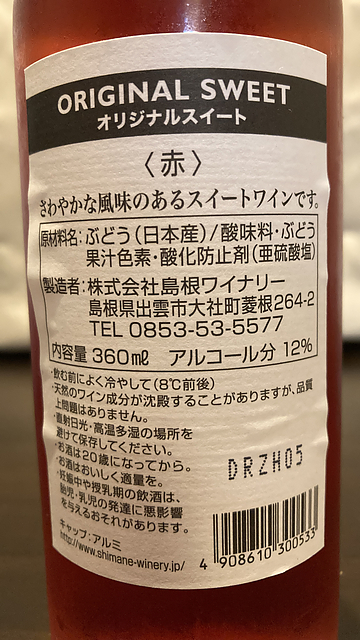 ORIGINAL SWEET
オリジナルスイート
〈赤〉
さわやかな風味のあるスイートワインです。
原材料名:ぶどう(日本産)/酸味料・ぶどう
果汁色素・酸化防止剤(亜硫酸塩)
製造者:株式会社島根ワイナリー
島根県出雲市大社町菱根264-2
TEL 0853-53-5577
内容量 360㎖ アルコール分 12%
・飲む前によく冷やして(8℃前後)
・天然のワイン成分が沈殿することがありますが、品質
上問題はありません。
・直射日光・高温多湿の場所を
避けて保存してください。
・お酒は20歳になってから。
・お酒はおいしく適量を。
・妊娠中や授乳期の飲酒は、
胎児・乳児の発達に悪影響
を与えるおそれがあります。
キャップ:アルミ
http://www.shimane-winery.jp/
DRZH05
4 908610 300533